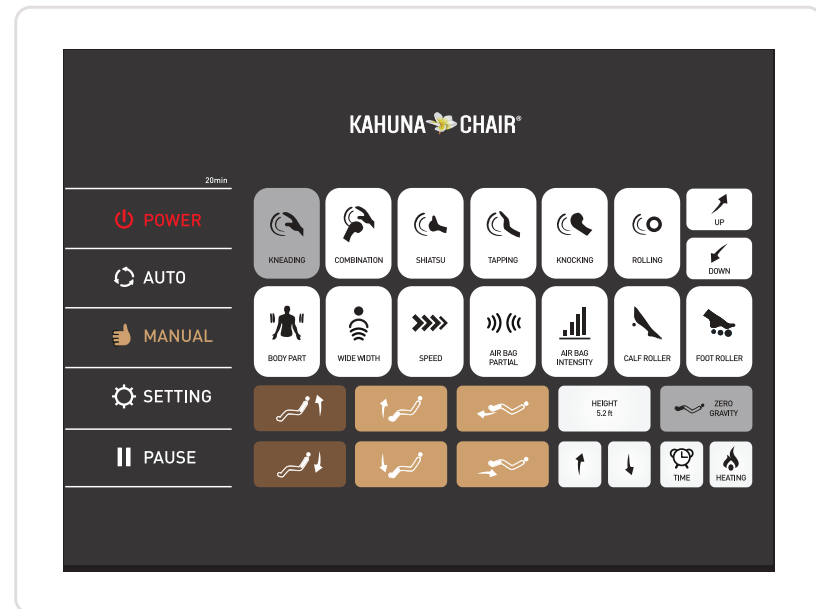 KAHUNA CHAIR®
20min
POWER
AUTO
MANUAL
SETTING
PAUSE
KNEADING
COMBINATION
SHIATSU
TAPPING
KNOCKING
ROLLING
UP
DOWN
BODY PART
WIDE WIDTH
SPEED
AIR BAG
PARTIAL
AIR BAG
INTENSITY
CALF ROLLER
FOOT ROLLER
HEIGHT
5.2 ft
ZERO
GRAVITY
TIME
HEATING